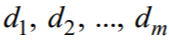 d₁, d₂, ..., dₘ